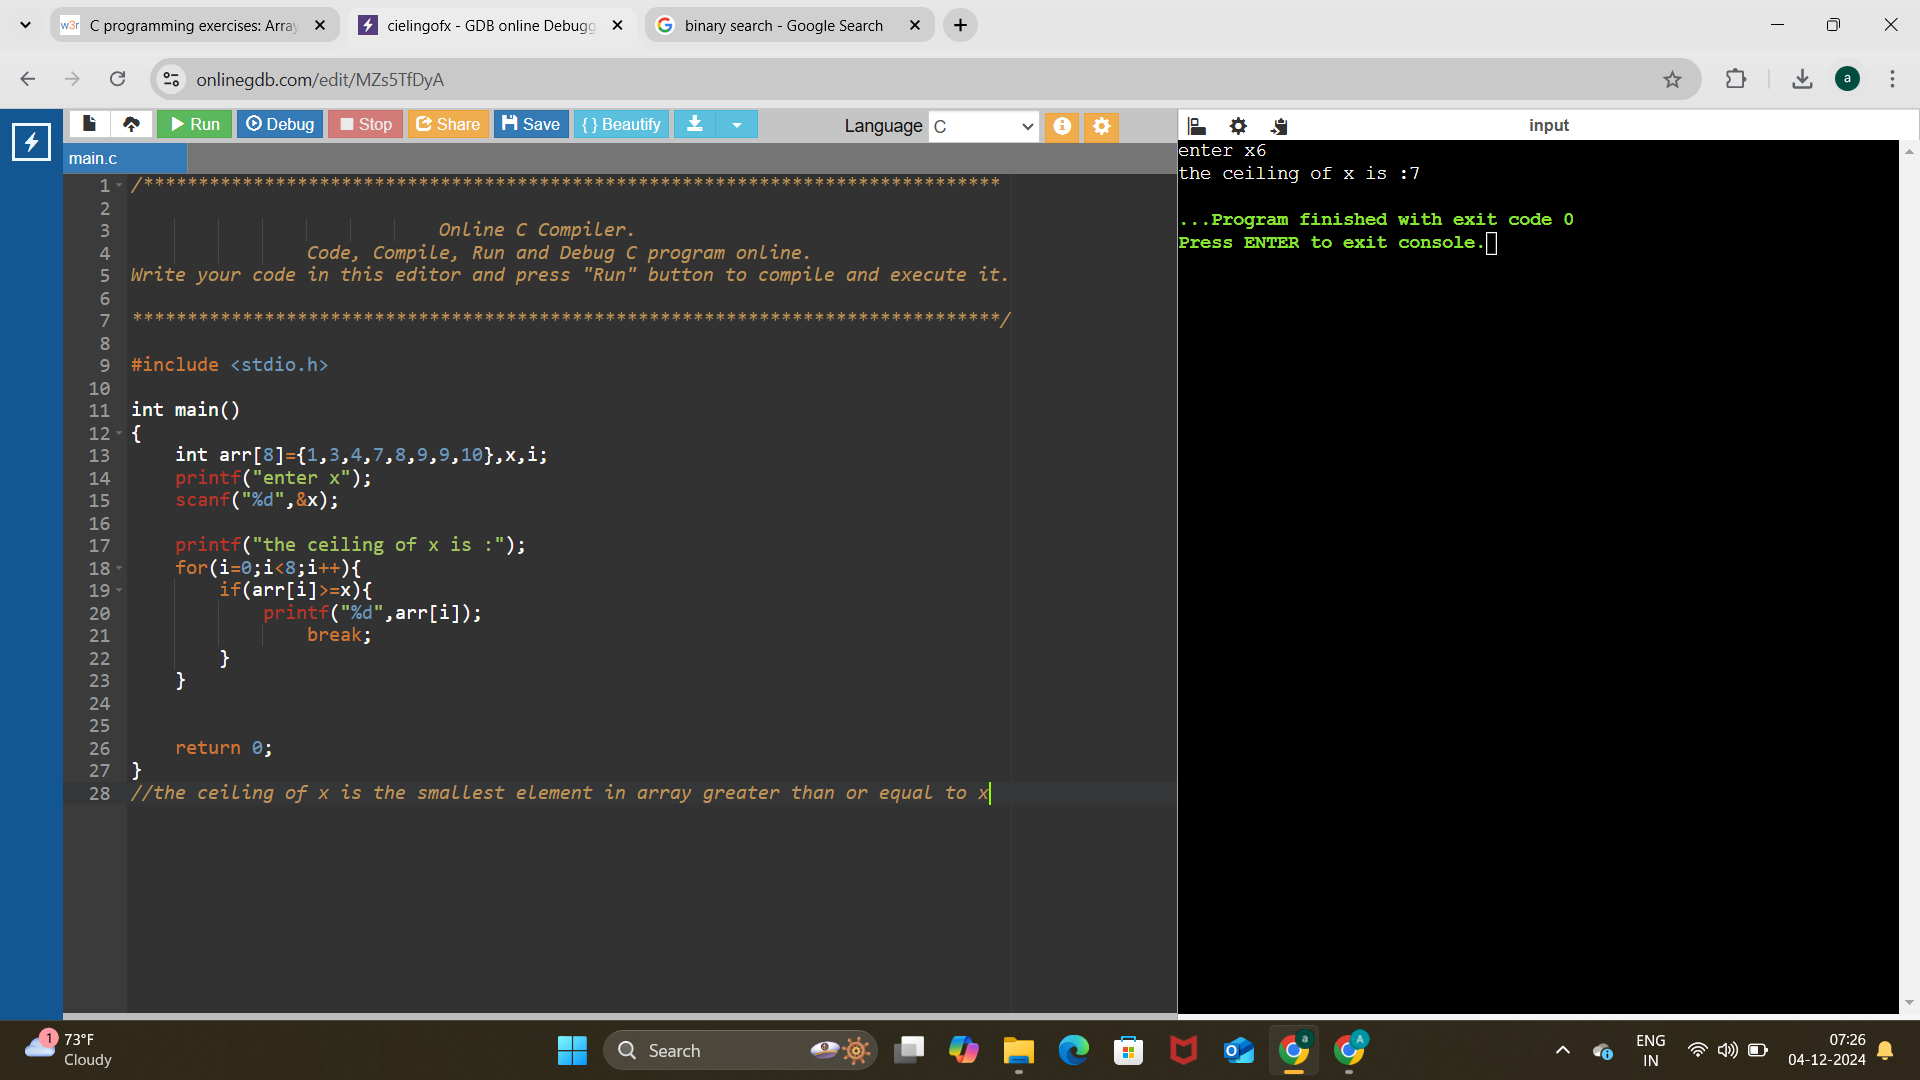 w3r C programming exercises: Array
cielingofx - GDB online Debugg
binary search - Google Search
onlinegdb.com/edit/MZs5TfDyA
a
Run Debug Stop Share Save { } Beautify
Language C
input
main.c
1 /******************************************************************************
2
3 Online C Compiler.
4 Code, Compile, Run and Debug C program online.
5 Write your code in this editor and press "Run" button to compile and execute it.
6
7 *******************************************************************************/
8
9 #include <stdio.h>
10
11 int main()
12 {
13 int arr[8]={1,3,4,7,8,9,9,10},x,i;
14 printf("enter x");
15 scanf("%d",&x);
16
17 printf("the ceiling of x is :");
18 for(i=0;i<8;i++){
19 if(arr[i]>=x){
20 printf("%d",arr[i]);
21 break;
22 }
23 }
24
25
26 return 0;
27 }
28 //the ceiling of x is the smallest element in array greater than or equal to x
enter x6
the ceiling of x is :7
...Program finished with exit code 0
Press ENTER to exit console.
1
73°F
Cloudy
Search
a
A
ENG
IN
07:26
04-12-2024